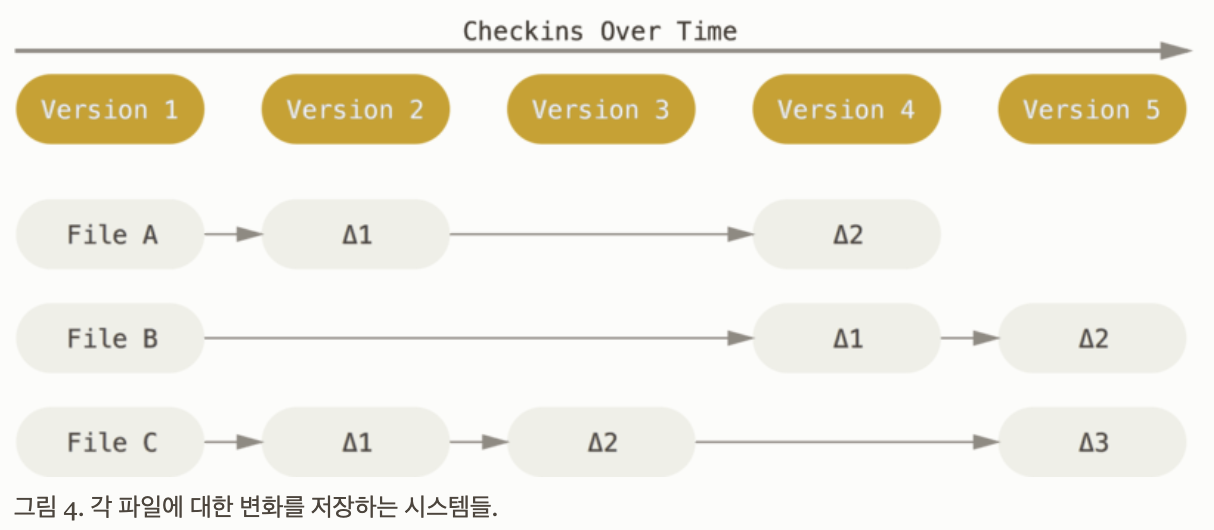 Checkins Over Time
Version 1 Version 2 Version 3 Version 4 Version 5
File A Δ1 Δ2
File B Δ1 Δ2
File C Δ1 Δ2 Δ3
그림 4. 각 파일에 대한 변화를 저장하는 시스템들.